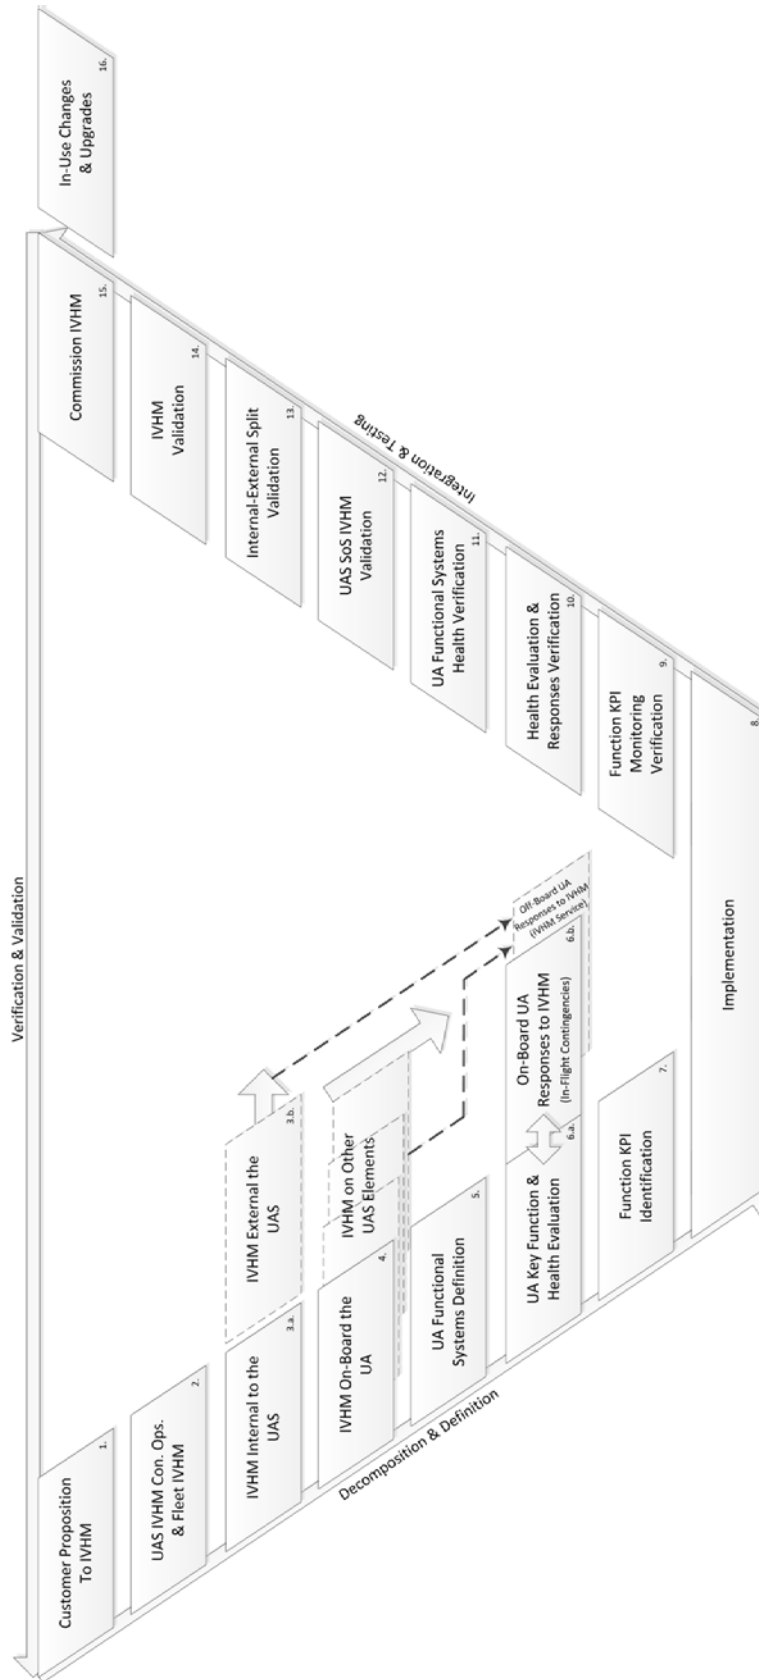 Verification & Validation
Customer Proposition
To IVHM
1.
UAS IVHM Con. Ops.
& Fleet IVHM
2.
IVHM Internal to the
UAS
3.a.
IVHM External the
UAS
3.b.
IVHM On-Board the
UA
4.
IVHM on Other
UAS Elements
UA Functional
Systems Definition
5.
UA Key Function &
Health Evaluation
6.a.
On-Board UA
Responses to IVHM
(In-Flight Contingencies)
6.b.
Off-Board UA
Responses to IVHM
(IVHM Service)
Function KPI
Identification
7.
Decomposition & Definition
Implementation
8.
Function KPI
Monitoring
Verification
9.
Health Evaluation &
Responses Verification
10.
UA Functional Systems
Health Verification
11.
UAS SoS IVHM
Validation
12.
Internal-External Split
Validation
13.
IVHM
Validation
14.
Commission IVHM
15.
Integration & Testing
In-Use Changes
& Upgrades
16.